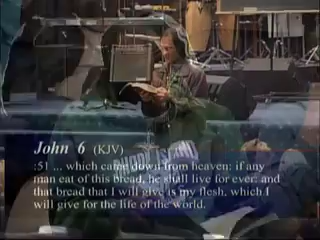 John 6 (KJV)
:51 ... which came down from heaven: if any
man eat of this bread, he shall live for ever: and
that bread that I will give is my flesh, which I
will give for the life of the world.